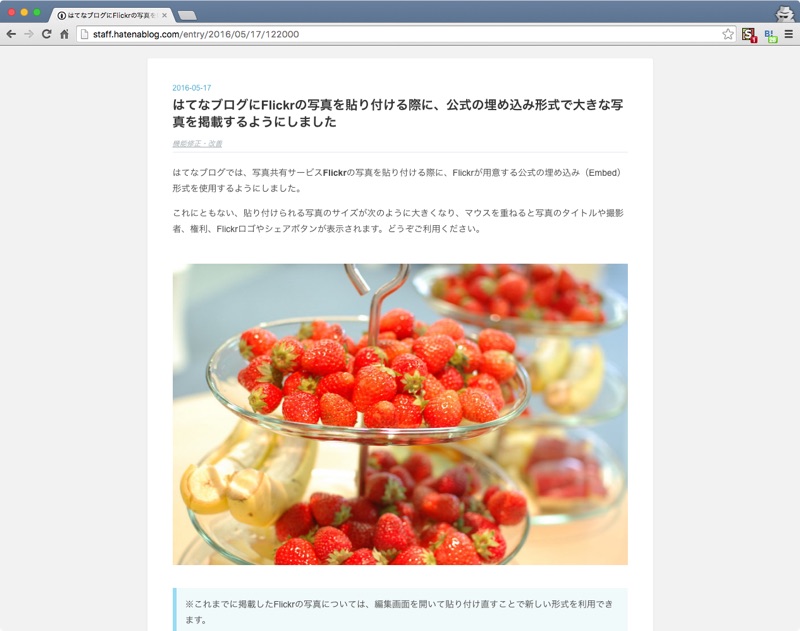 はてなブログにFlickrの写真を
staff.hatenablog.com/entry/2016/05/17/122000
2016-05-17
はてなブログにFlickrの写真を貼り付ける際に、公式の埋め込み形式で大きな写
真を掲載するようにしました
機能修正・改善
はてなブログでは、写真共有サービスFlickrの写真を貼り付ける際に、Flickrが用意する公式の埋め込み（Embed）
形式を使用するようにしました。
これにともない、貼り付けられる写真のサイズが次のように大きくなり、マウスを重ねると写真のタイトルや撮影
者、権利、Flickrロゴやシェアボタンが表示されます。どうぞご利用ください。
※これまでに掲載したFlickrの写真については、編集画面を開いて貼り付け直すことで新しい形式を利用でき
ます。